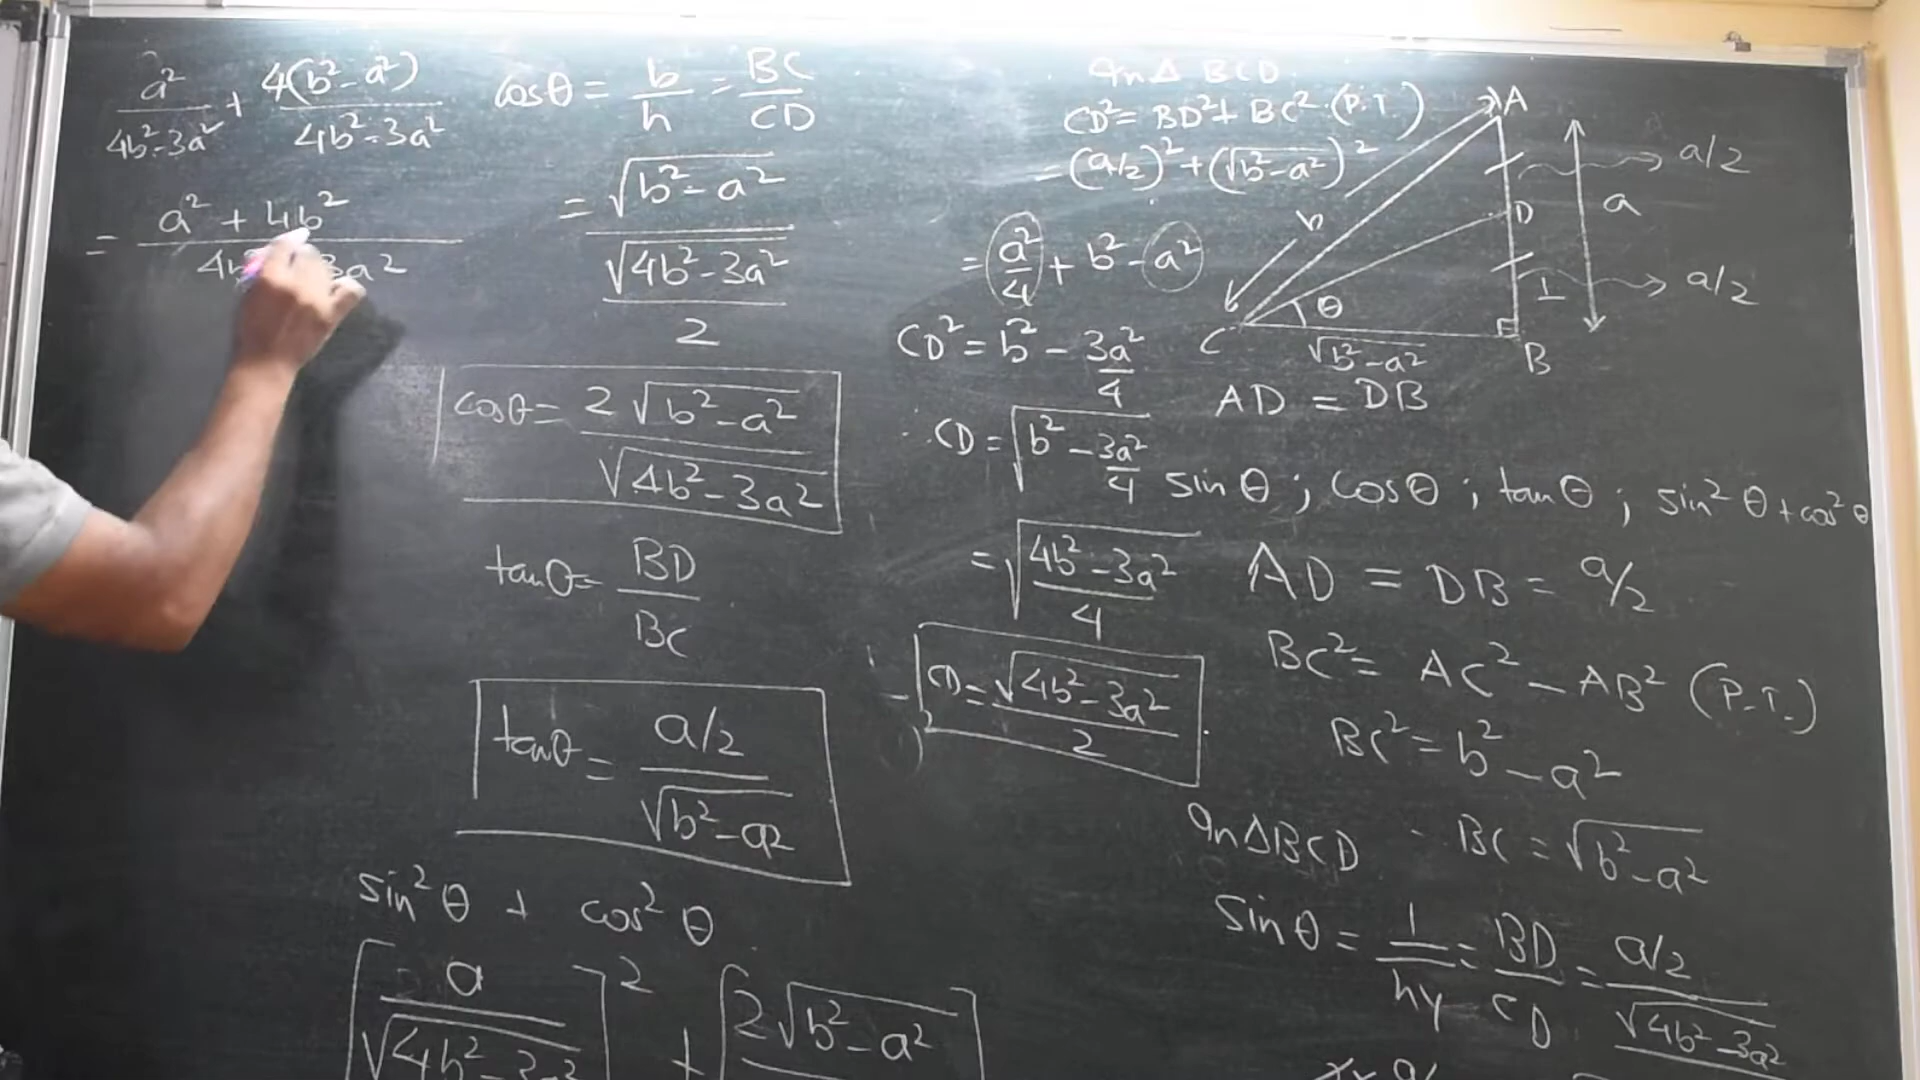 a²/4b²-3a² + 4(b²-a²)/4b²-3a²
= a² + 4b² / 4b² 3a²
cosθ = b/h = BC/CD
= √b²-a² / √4b²-3a² / 2
cosθ = 2√b²-a² / √4b²-3a²
tanθ = BD/BC
tanθ = a/2 / √b²-a²
sin²θ + cos²θ
[a / √4b²-3a²]² + [2√b²-a²
In Δ BCD
CD² = BD² + BC² (P.T.)
= (a/2)² + (√b²-a²)²
= a²/4 + b² - a²
CD² = b² - 3a²/4
CD = √b² - 3a²/4
= √4b²-3a²/4
CD = √4b²-3a² / 2
A
a/2
D
a
b
a/2
θ
C
√b²-a²
B
AD = DB
sinθ ; cosθ ; tanθ ; sin²θ + cos²θ
AD = DB = a/2
BC² = AC² - AB² (P.T.)
BC² = b² - a²
In Δ BCD
BC = √b²-a²
sinθ = l/hy = BD/CD = a/2 / √4b²-3a²